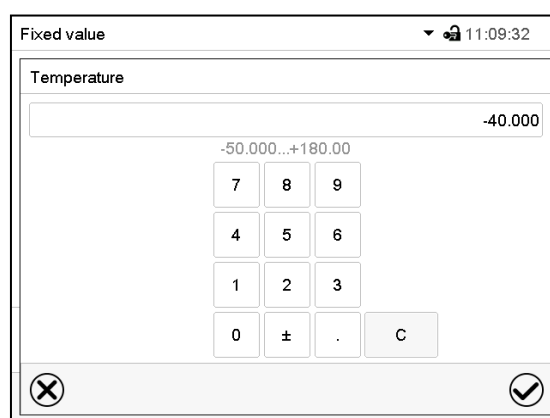 Fixed value 11:09:32
Temperature
-40.000
-50.000...+180.00
7 8 9
4 5 6
1 2 3
0 ± . C